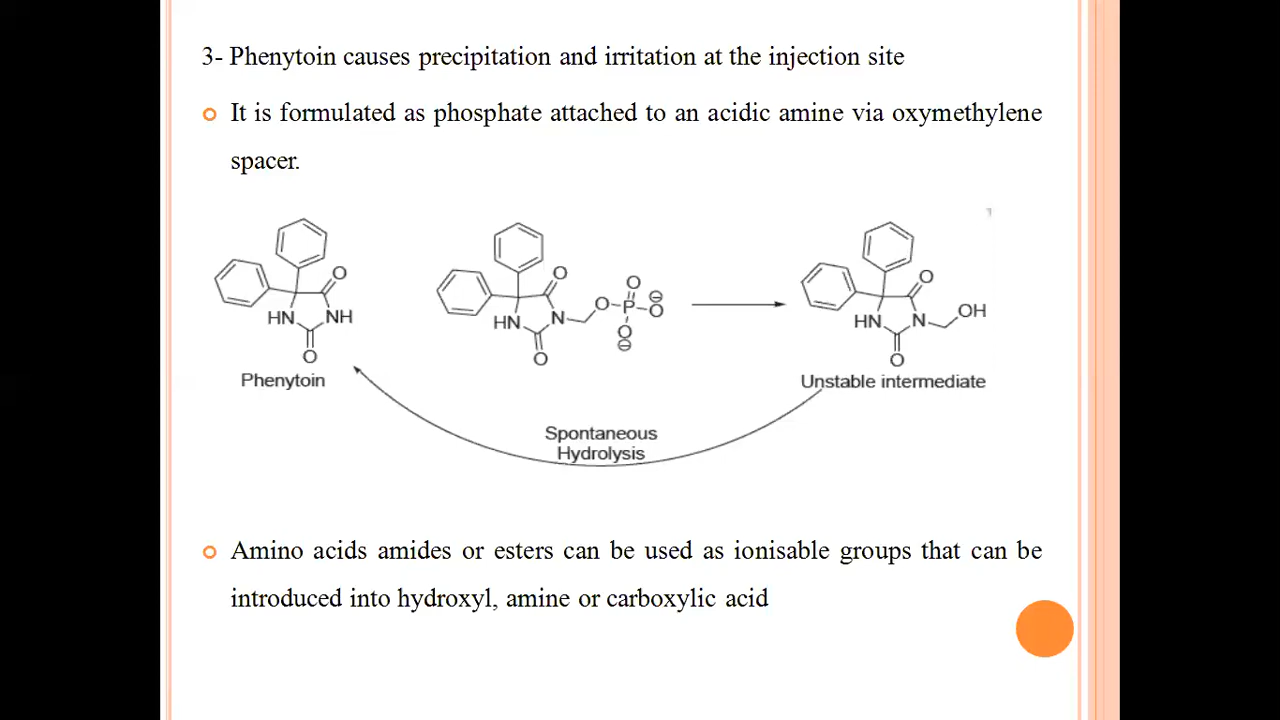 3- Phenytoin causes precipitation and irritation at the injection site
It is formulated as phosphate attached to an acidic amine via oxymethylene
spacer.
O
HN
NH
O
Phenytoin
O
HN
N
O
O
P
O
O
O
O
HN
N
OH
O
Unstable intermediate
Spontaneous
Hydrolysis
Amino acids amides or esters can be used as ionisable groups that can be
introduced into hydroxyl, amine or carboxylic acid